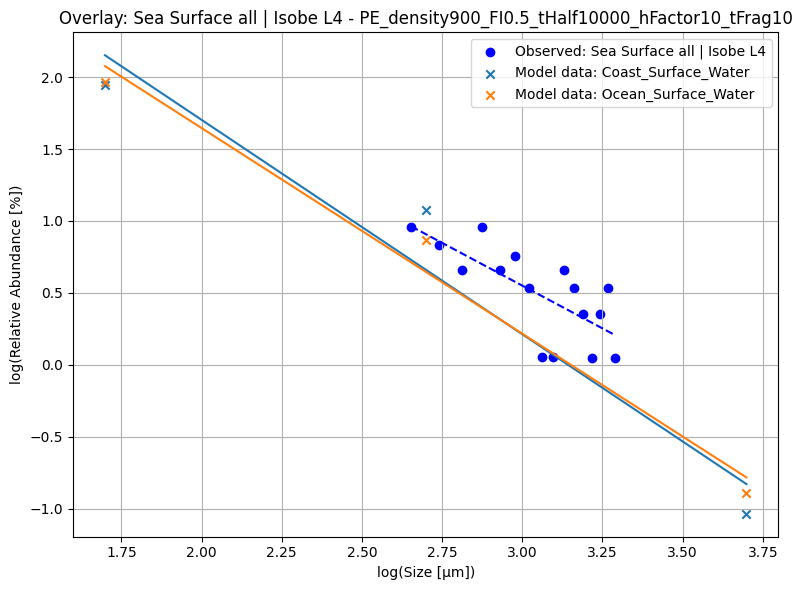 Overlay: Sea Surface all | Isobe L4 - PE_density900_FI0.5_tHalf10000_hFactor10_tFrag10
Observed: Sea Surface all | Isobe L4
Model data: Coast_Surface_Water
Model data: Ocean_Surface_Water
log(Relative Abundance [%])
2.0
1.5
1.0
0.5
0.0
−0.5
−1.0
1.75 2.00 2.25 2.50 2.75 3.00 3.25 3.50 3.75
log(Size [μm])